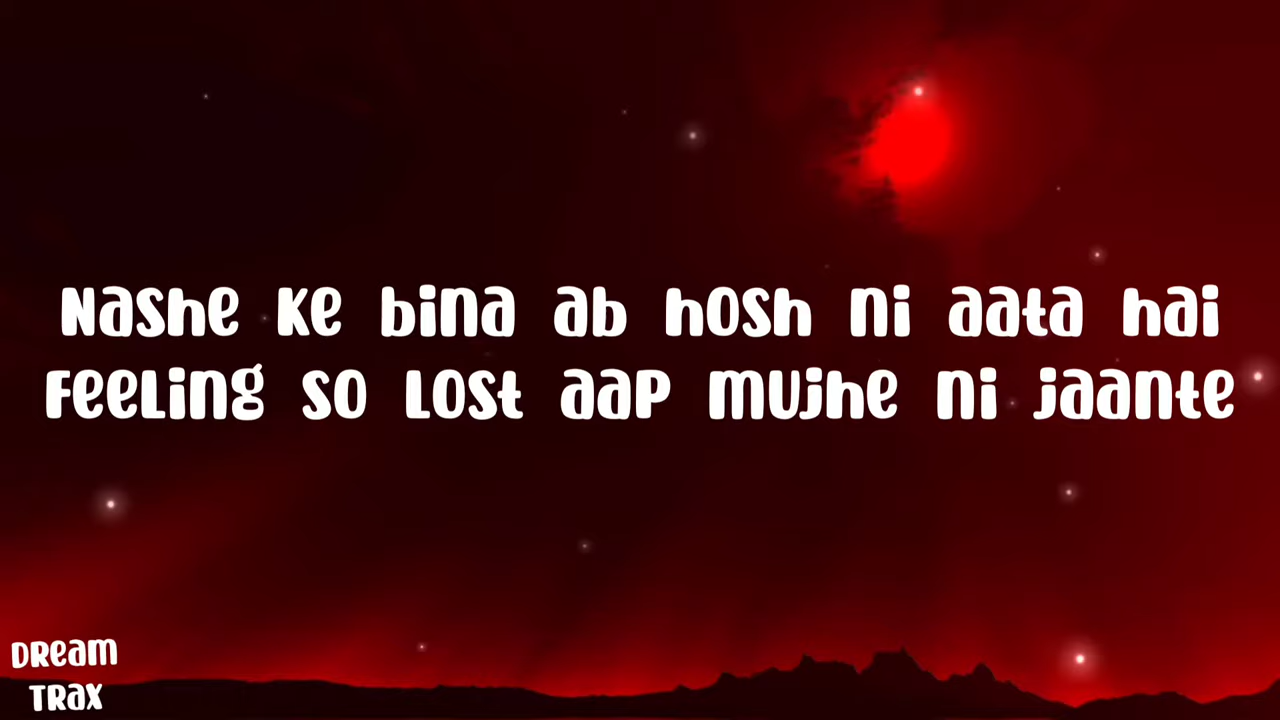 Nashe ke bina ab hosh ni aata hai
Feeling so lost aap mujhe ni jaante
Dream
Trax